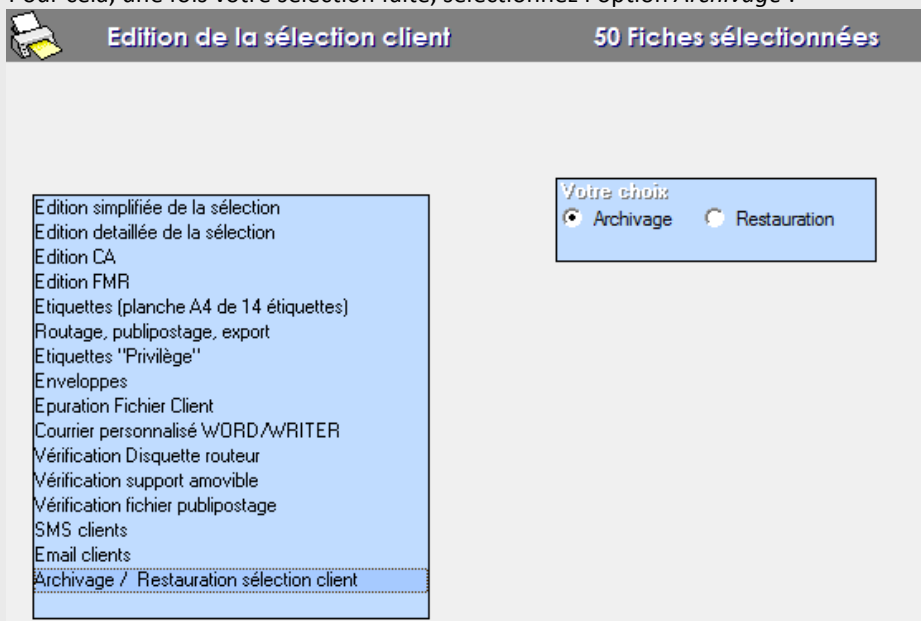 Pour cela, une fois votre sélection faite, sélectionnez l'option Archivage :
Edition de la sélection client 50 Fiches sélectionnées
Votre choix
Archivage Restauration
Edition simplifiée de la sélection
Edition detaillée de la sélection
Edition CA
Edition FMR
Etiquettes (planche A4 de 14 étiquettes)
Routage, publipostage, export
Etiquettes "Privilège"
Enveloppes
Epuration Fichier Client
Courrier personnalisé WORD/WRITER
Vérification Disquette routeur
Vérification support amovible
Vérification fichier publipostage
SMS clients
Email clients
Archivage / Restauration sélection client